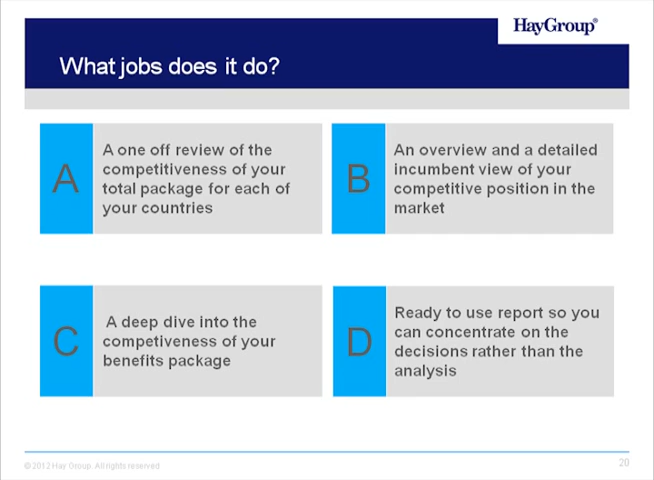 HayGroup®
What jobs does it do?
A
A one off review of the
competitiveness of your
total package for each of
your countries
B
An overview and a detailed
incumbent view of your
competitive position in the
market
C
A deep dive into the
competiveness of your
benefits package
D
Ready to use report so you
can concentrate on the
decisions rather than the
analysis
© 2012 Hay Group. All rights reserved
20